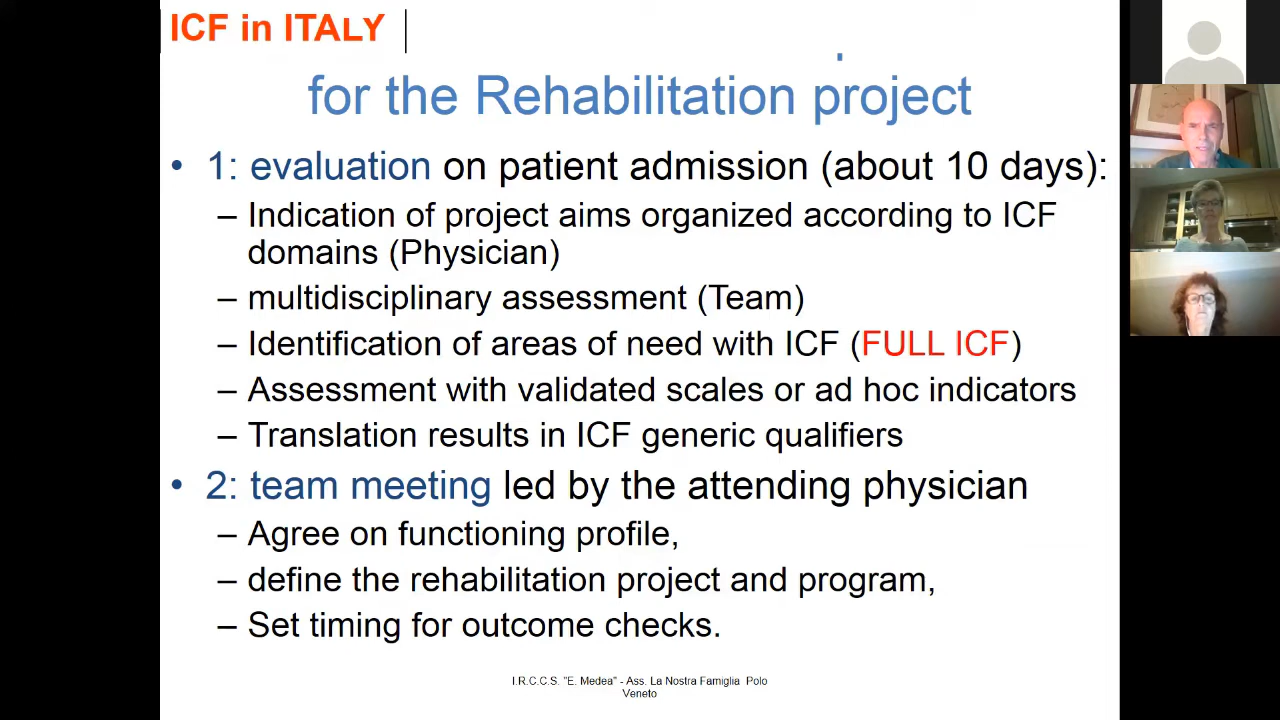 ICF in ITALY
for the Rehabilitation project
• 1: evaluation on patient admission (about 10 days):
– Indication of project aims organized according to ICF
domains (Physician)
– multidisciplinary assessment (Team)
– Identification of areas of need with ICF (FULL ICF)
– Assessment with validated scales or ad hoc indicators
– Translation results in ICF generic qualifiers
• 2: team meeting led by the attending physician
– Agree on functioning profile,
– define the rehabilitation project and program,
– Set timing for outcome checks.
I.R.C.C.S. "E. Medea" - Ass. La Nostra Famiglia Polo
Veneto